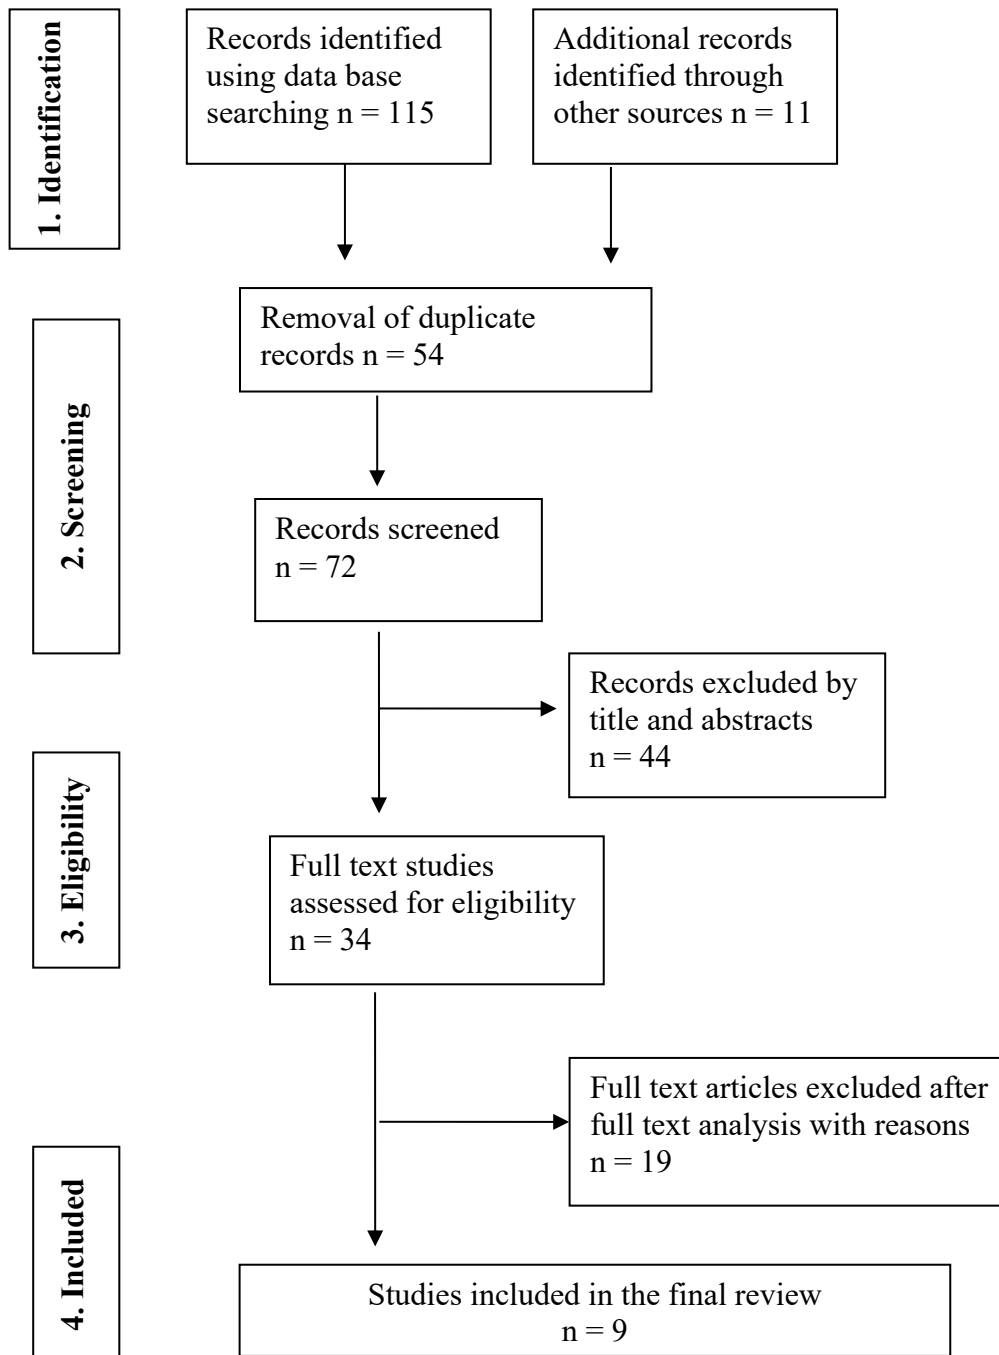 1. Identification
Records identified
using data base
searching n = 115
Additional records
identified through
other sources n = 11
Removal of duplicate
records n = 54
2. Screening
Records screened
n = 72
Records excluded by
title and abstracts
n = 44
3. Eligibility
Full text studies
assessed for eligibility
n = 34
Full text articles excluded after
full text analysis with reasons
n = 19
4. Included
Studies included in the final review
n = 9